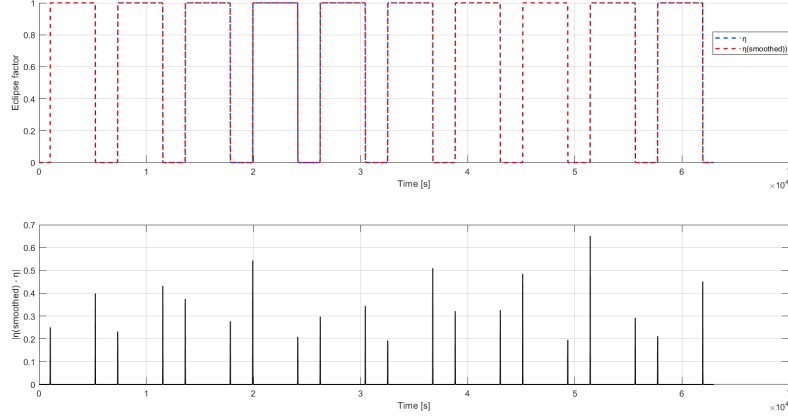 1
0.8
0.6
0.4
0.2
0
Eclipse factor
0 1 2 3 4 5 6 7
Time [s]
×10⁴
η
η(smoothed))
0.7
0.6
0.5
0.4
0.3
0.2
0.1
0
|η(smoothed) - η|
0 1 2 3 4 5 6 7
Time [s]
×10⁴